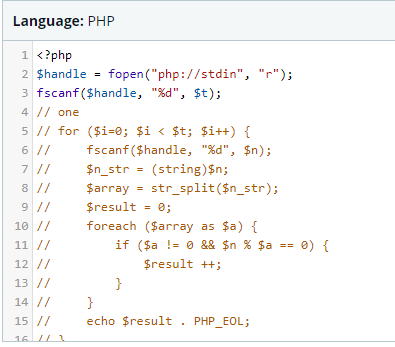 Language: PHP
1 <?php
2 $handle = fopen("php://stdin", "r");
3 fscanf($handle, "%d", $t);
4 // one
5 // for ($i=0; $i < $t; $i++) {
6 //     fscanf($handle, "%d", $n);
7 //     $n_str = (string)$n;
8 //     $array = str_split($n_str);
9 //     $result = 0;
10 //     foreach ($array as $a) {
11 //         if ($a != 0 && $n % $a == 0) {
12 //             $result ++;
13 //         }
14 //     }
15 //     echo $result . PHP_EOL;
16 // }